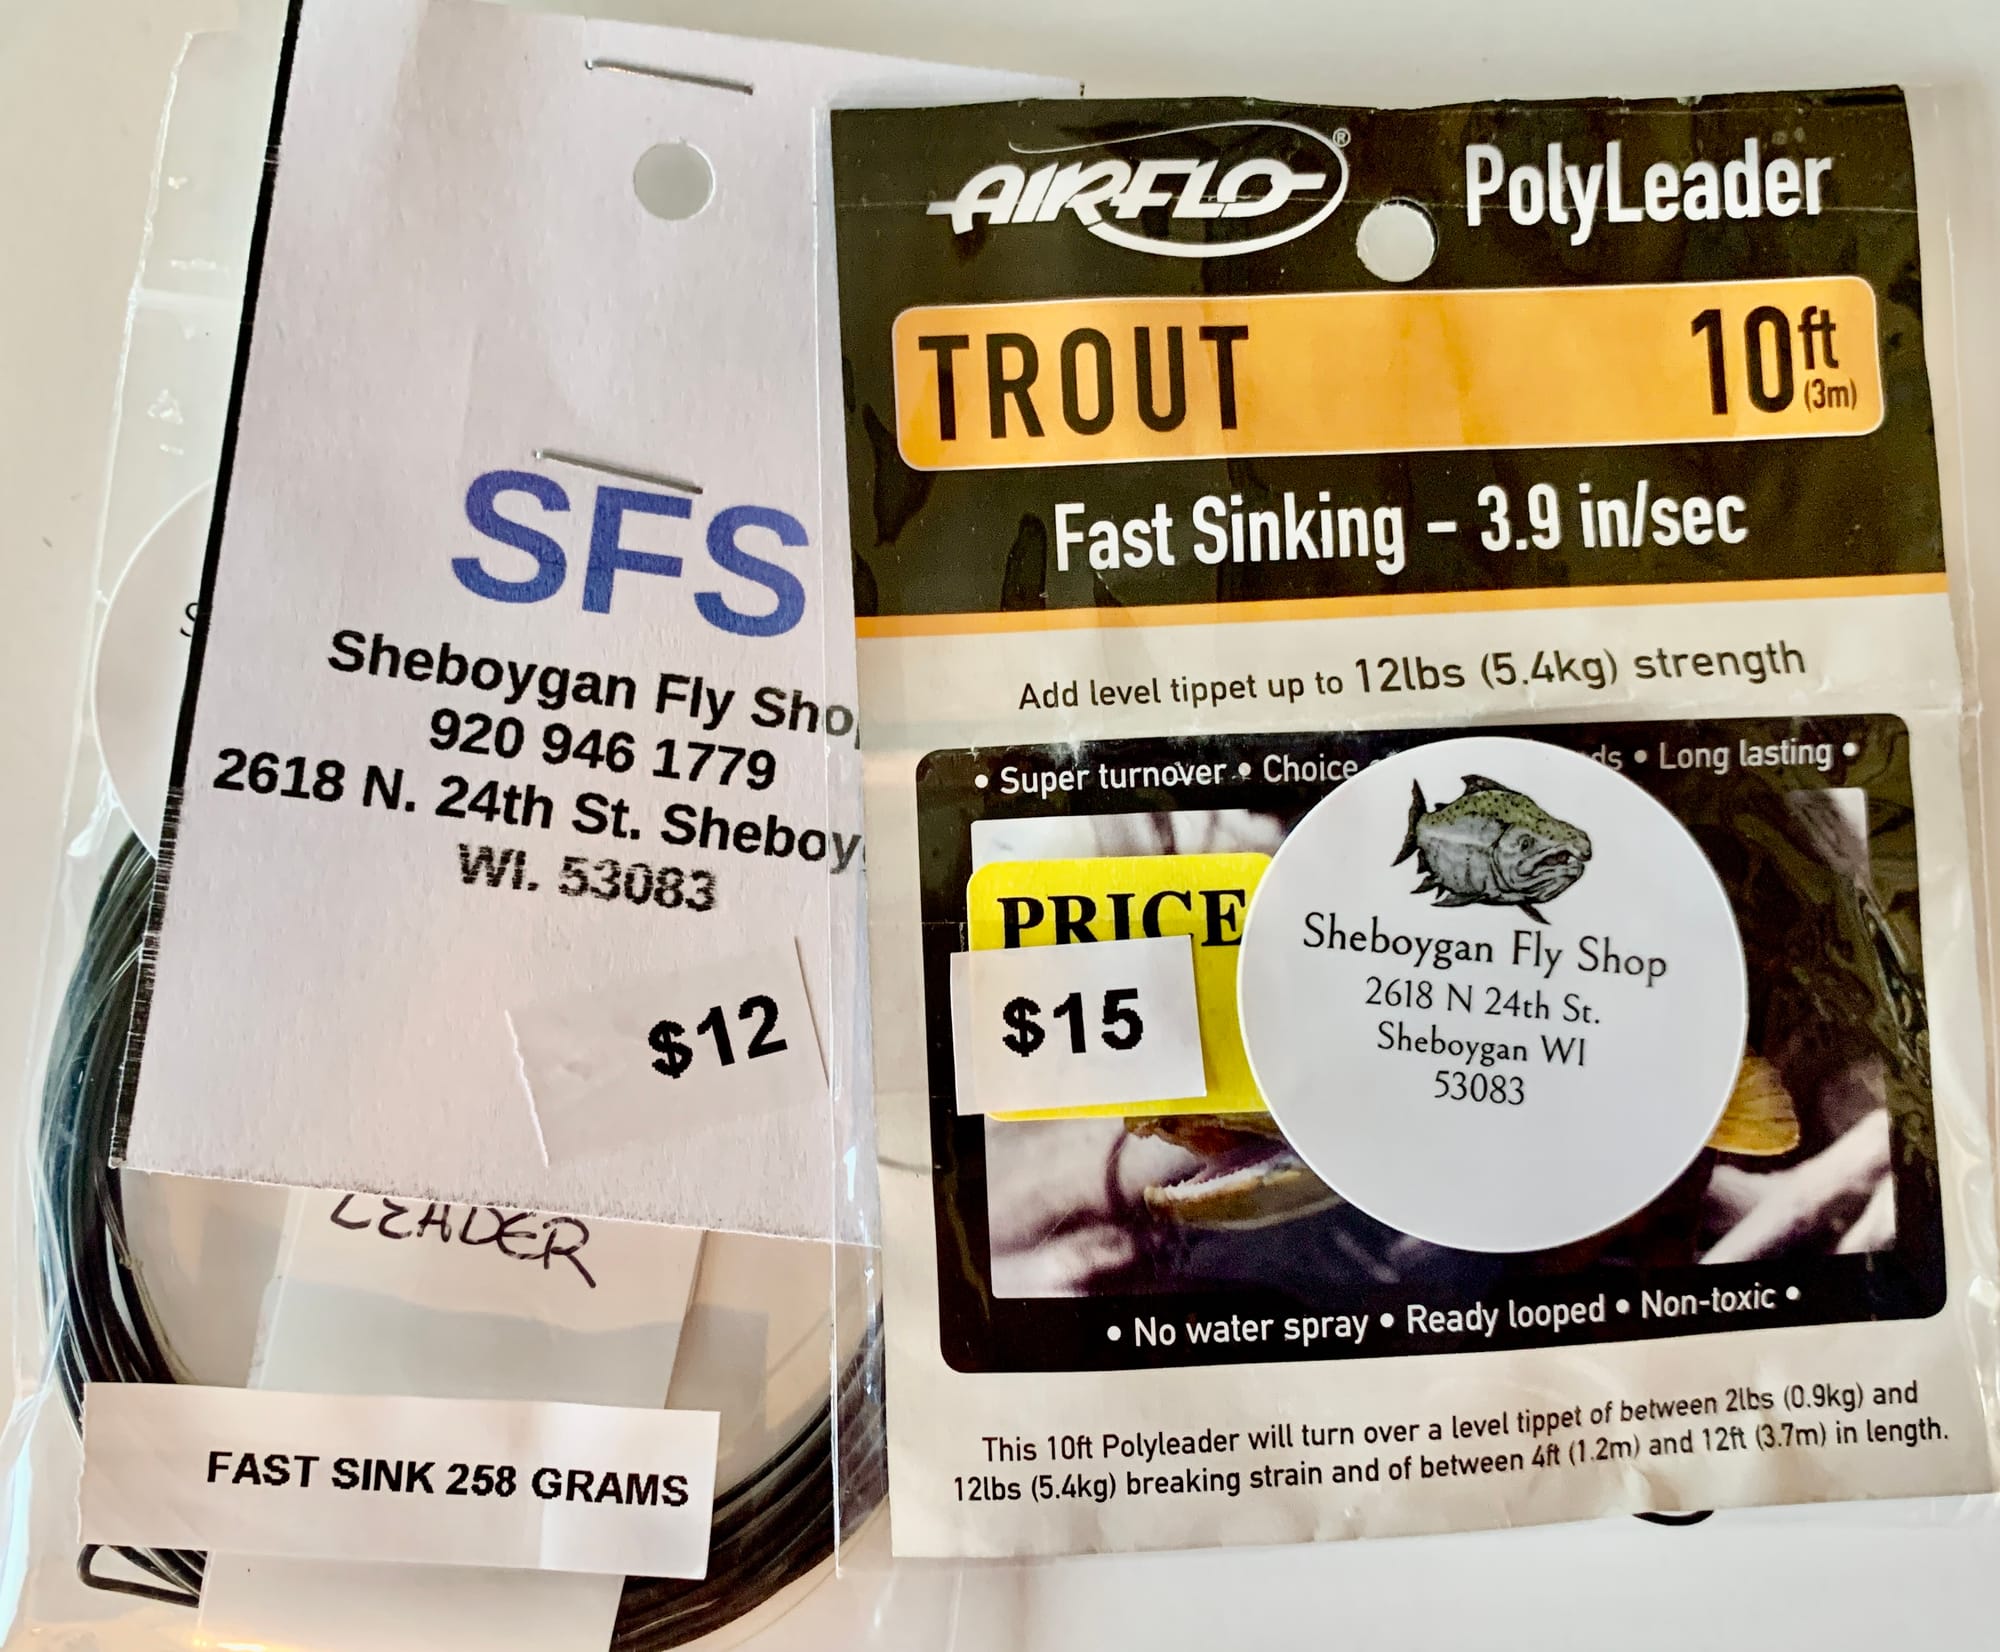 SFS
Sheboygan Fly Sho
920 946 1779
2618 N. 24th St. Sheboy
WI. 53083
$12
LEADER
FAST SINK 258 GRAMS
AIRFLO®
PolyLeader
TROUT 10ft
(3m)
Fast Sinking - 3.9 in/sec
Add level tippet up to 12lbs (5.4kg) strength
• Super turnover • Choice ds • Long lasting •
PRICE
$15
Sheboygan Fly Shop
2618 N 24th St.
Sheboygan WI
53083
• No water spray • Ready looped • Non-toxic •
This 10ft Polyleader will turn over a level tippet of between 2lbs (0.9kg) and
12lbs (5.4kg) breaking strain and of between 4ft (1.2m) and 12ft (3.7m) in length.